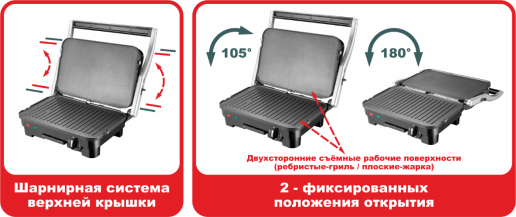 105°
180°
Двухсторонние съёмные рабочие поверхности
(ребристые-гриль / плоские-жарка)
Шарнирная система
верхней крышки
2 - фиксированных
положения открытия